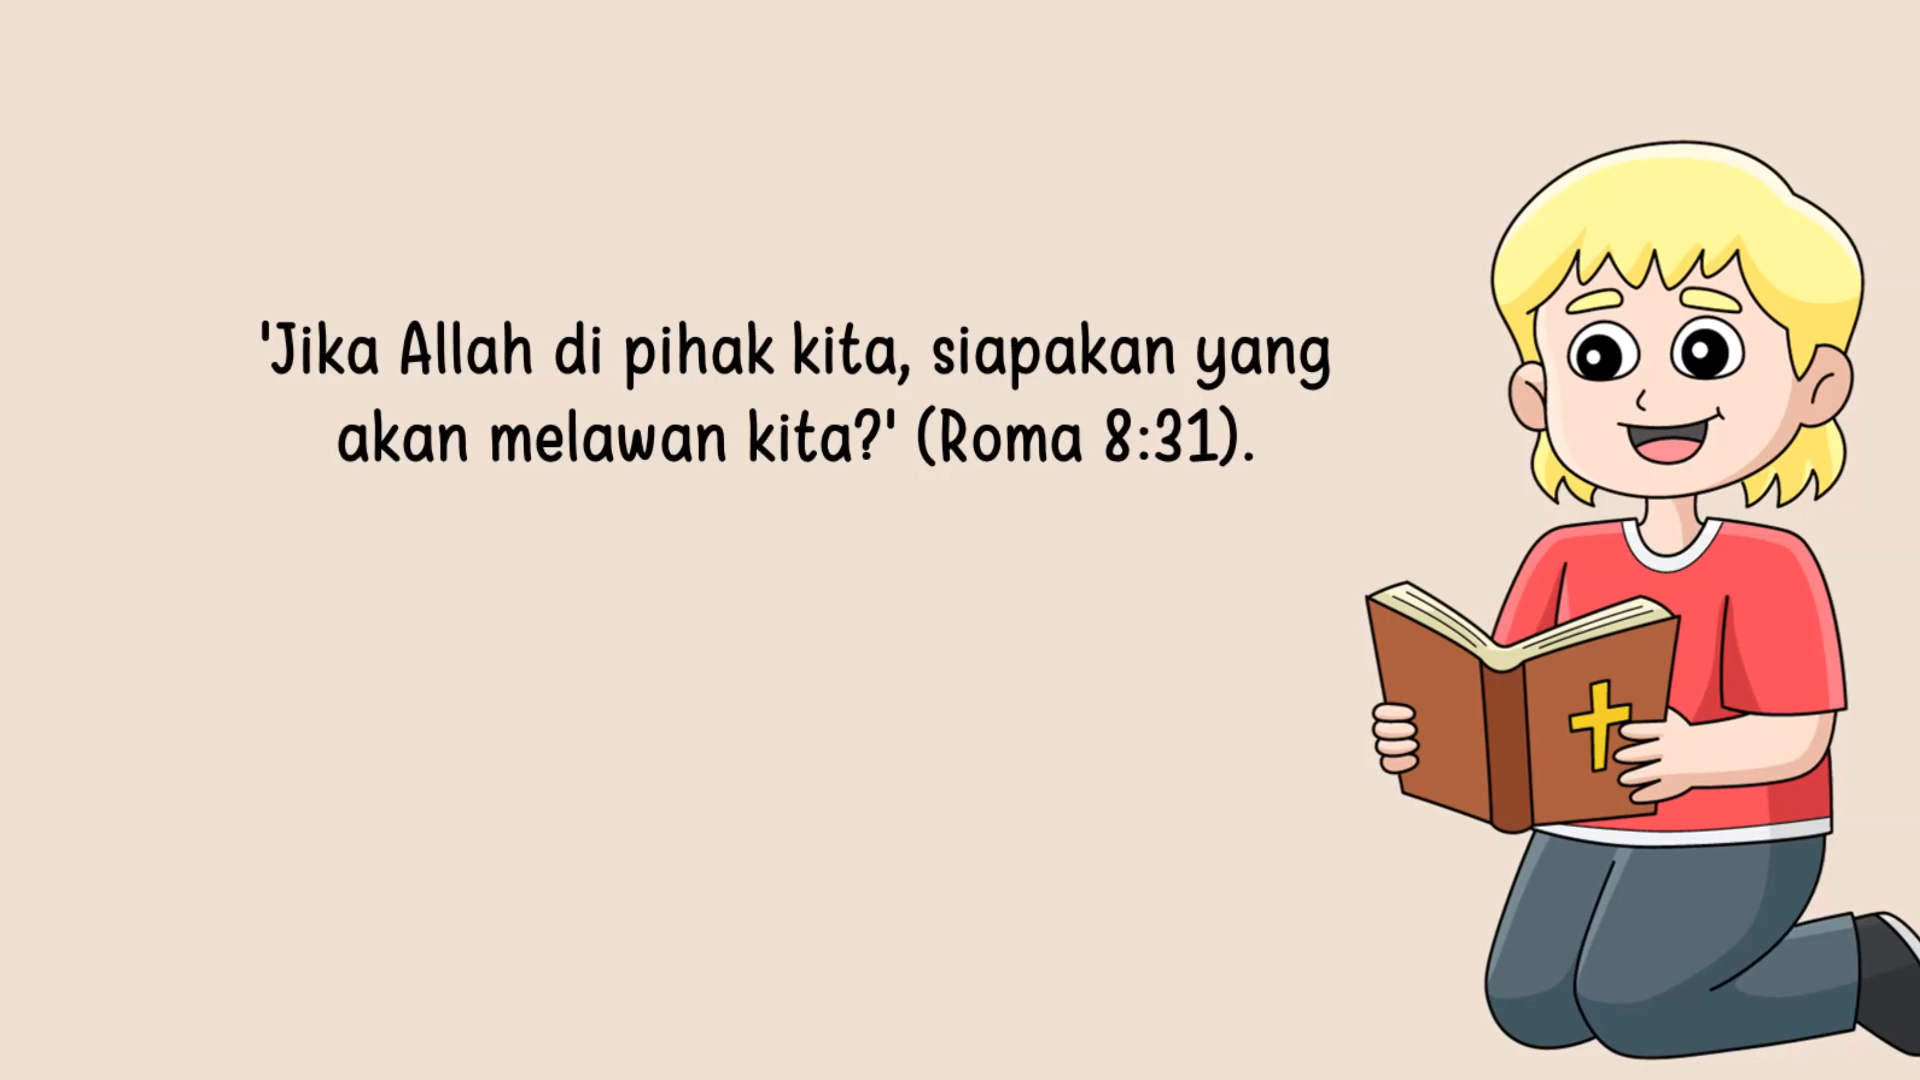 'Jika Allah di pihak kita, siapakan yang
akan melawan kita?' (Roma 8:31).